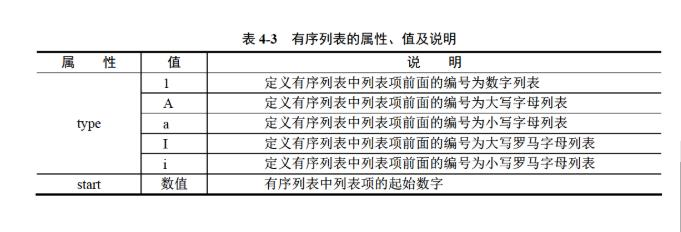 表 4-3 有序列表的属性、值及说明
属 性 值 说 明
type 1 定义有序列表中列表项前面的编号为数字列表
A 定义有序列表中列表项前面的编号为大写字母列表
a 定义有序列表中列表项前面的编号为小写字母列表
I 定义有序列表中列表项前面的编号为大写罗马字母列表
i 定义有序列表中列表项前面的编号为小写罗马字母列表
start 数值 有序列表中列表项的起始数字